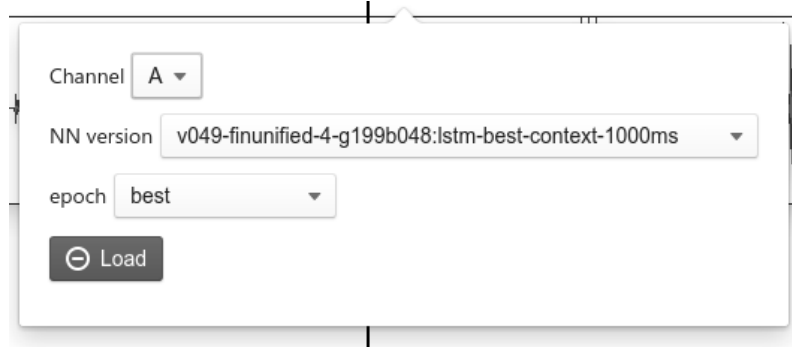 Channel A
NN version v049-finunified-4-g199b048:lstm-best-context-1000ms
epoch best
Load